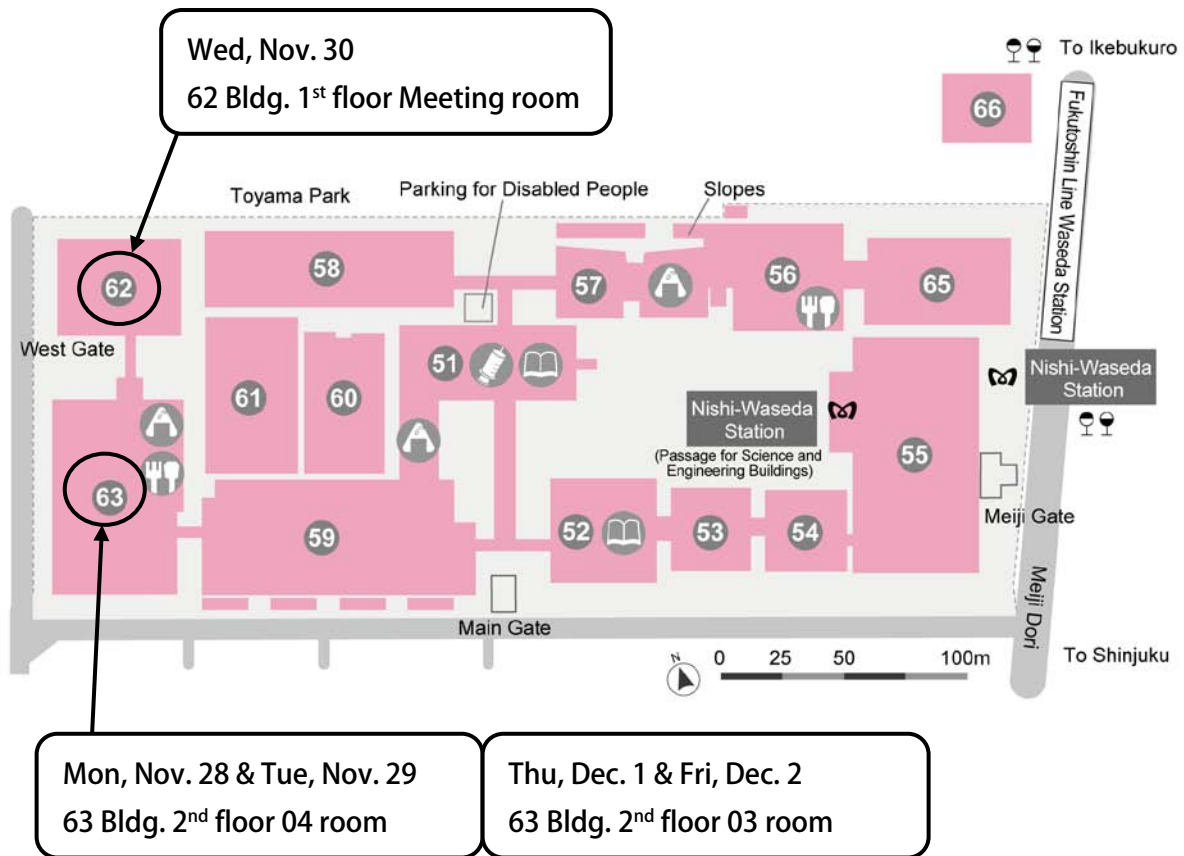 Wed, Nov. 30
62 Bldg. 1st floor Meeting room
To Ikebukuro
66
Fukutoshin Line Waseda Station
Toyama Park
Parking for Disabled People
Slopes
62
58
57
56
65
West Gate
51
61
60
Nishi-Waseda
Station
Nishi-Waseda
Station
(Passage for Science and
Engineering Buildings)
55
63
59
52
53
54
Meiji Gate
Meiji Dori
Main Gate
To Shinjuku
N
0 25 50 100m
Mon, Nov. 28 & Tue, Nov. 29
63 Bldg. 2nd floor 04 room
Thu, Dec. 1 & Fri, Dec. 2
63 Bldg. 2nd floor 03 room